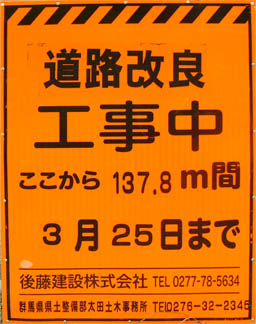 道路改良
工事中
ここから 137.8 m間
3月25日まで
後藤建設株式会社 TEL 0277-78-5634
群馬県県土整備部太田土木事務所 TEL0276-32-2345